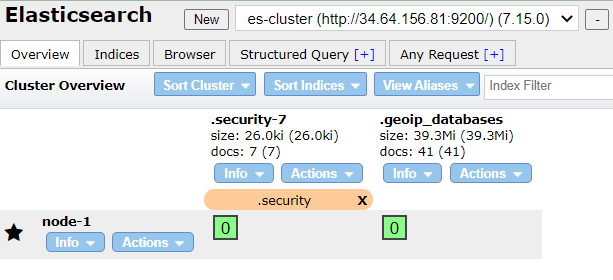 Elasticsearch New es-cluster (http://34.64.156.81:9200/) (7.15.0) -
Overview Indices Browser Structured Query [+] Any Request [+]
Cluster Overview Sort Cluster Sort Indices View Aliases Index Filter
.security-7 .geoip_databases
size: 26.0ki (26.0ki) size: 39.3Mi (39.3Mi)
docs: 7 (7) docs: 41 (41)
Info Actions Info Actions
.security X
node-1 0 0
Info Actions